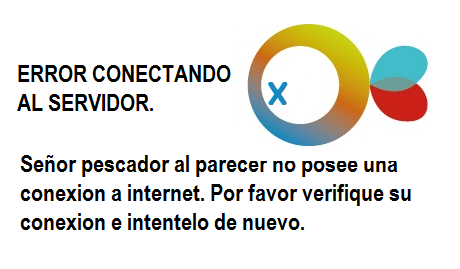 ERROR CONECTANDO
AL SERVIDOR.
x
Señor pescador al parecer no posee una
conexion a internet. Por favor verifique su
conexion e intentelo de nuevo.